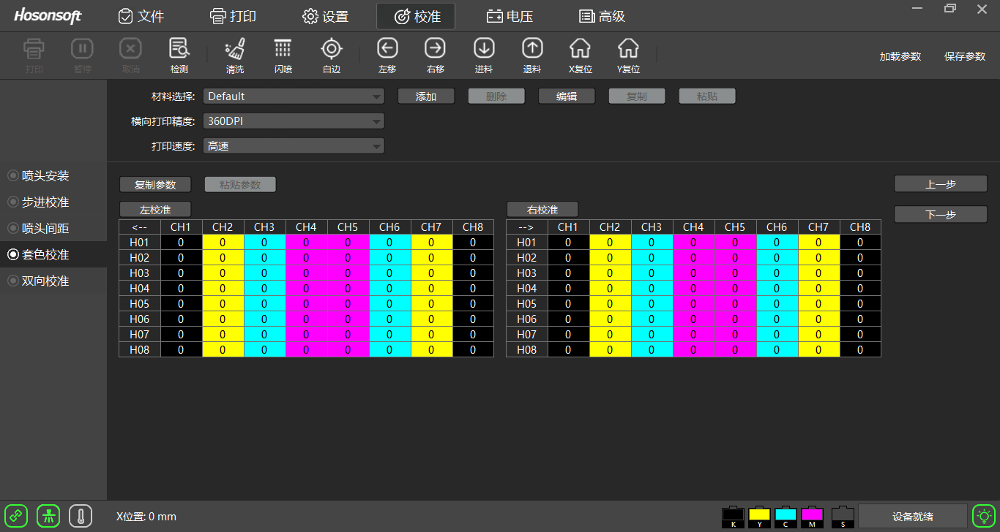 Hosonsoft 文件 打印 设置 校准 电压 高级
打印 暂停 取消 检测 清洗 闪喷 白边 左移 右移 进料 退料 X复位 Y复位 加载参数 保存参数
材料选择: Default 添加 删除 编辑 复制 粘贴
横向打印精度: 360DPI
打印速度: 高速
喷头安装
步进校准
喷头间距
套色校准
双向校准
复制参数 粘贴参数 上一步
左校准 右校准 下一步
<-- CH1 CH2 CH3 CH4 CH5 CH6 CH7 CH8 --> CH1 CH2 CH3 CH4 CH5 CH6 CH7 CH8
H01 0 0 0 0 0 0 0 0 H01 0 0 0 0 0 0 0 0
H02 0 0 0 0 0 0 0 0 H02 0 0 0 0 0 0 0 0
H03 0 0 0 0 0 0 0 0 H03 0 0 0 0 0 0 0 0
H04 0 0 0 0 0 0 0 0 H04 0 0 0 0 0 0 0 0
H05 0 0 0 0 0 0 0 0 H05 0 0 0 0 0 0 0 0
H06 0 0 0 0 0 0 0 0 H06 0 0 0 0 0 0 0 0
H07 0 0 0 0 0 0 0 0 H07 0 0 0 0 0 0 0 0
H08 0 0 0 0 0 0 0 0 H08 0 0 0 0 0 0 0 0
X位置: 0 mm K Y C M S 设备就绪